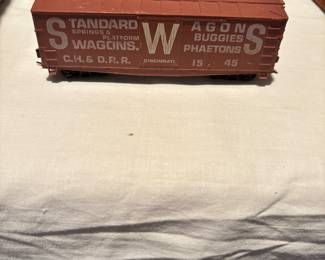 STANDARD W AGONS
SPRINGS & PLATFORM BUGGIES
WAGONS. PHAETONS
C.H. & D.R.R. CINCINNATI. 15 45